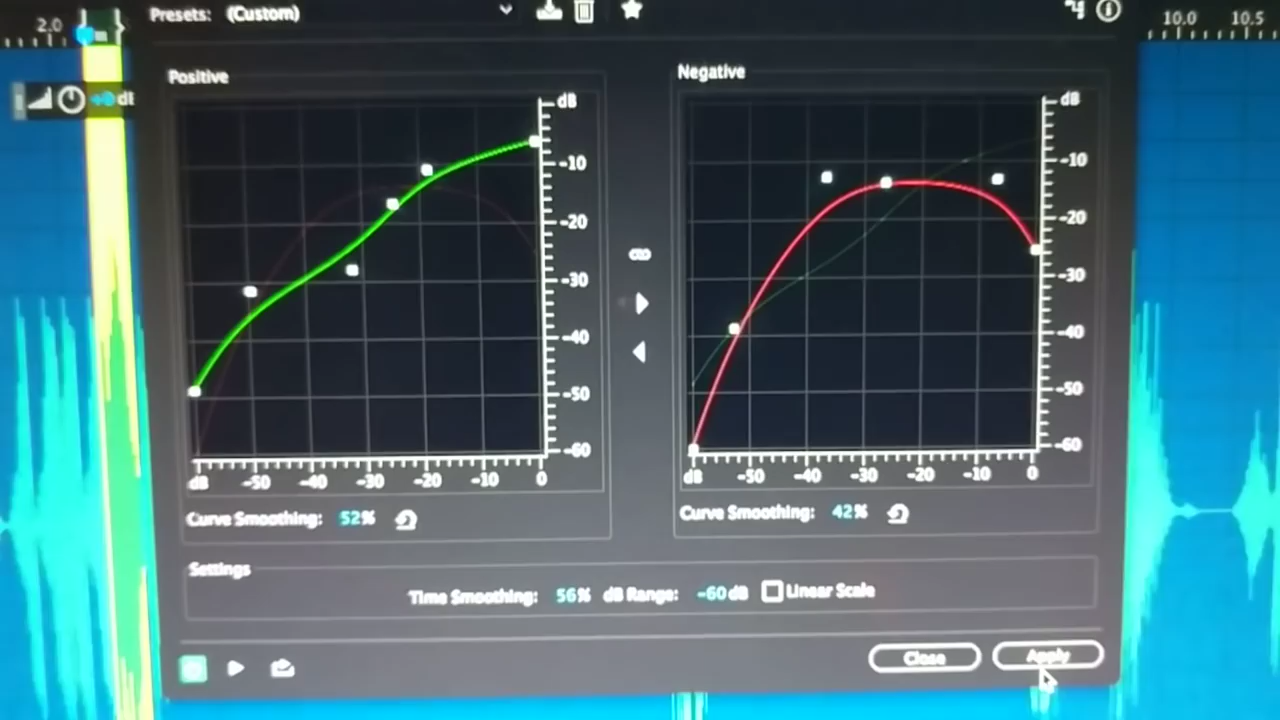 2.0
Presets: (Custom)
10.0 10.5
+0 dB
Positive
dB
-10
-20
-30
-40
-50
-60
dB -50 -40 -30 -20 -10 0
Curve Smoothing: 52%
Negative
dB
-10
-20
-30
-40
-50
-60
dB -50 -40 -30 -20 -10 0
Curve Smoothing: 42%
Settings
Time Smoothing: 56% dB Range: -60 dB Linear Scale
Close Apply